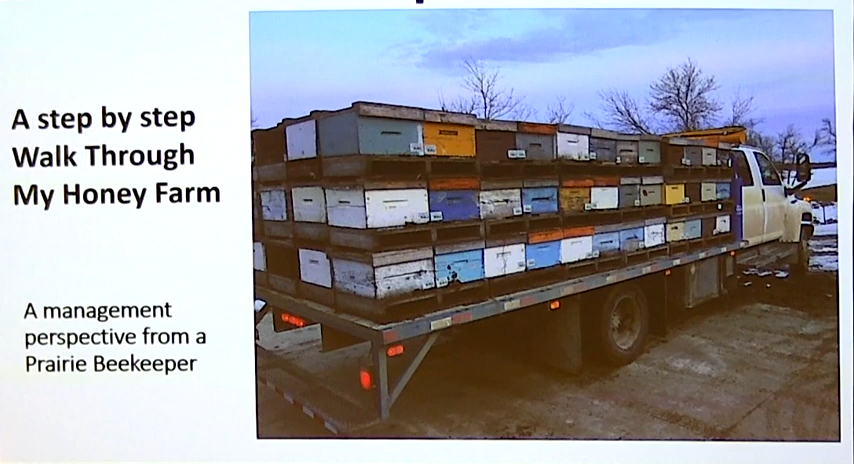 A step by step
Walk Through
My Honey Farm
A management
perspective from a
Prairie Beekeeper